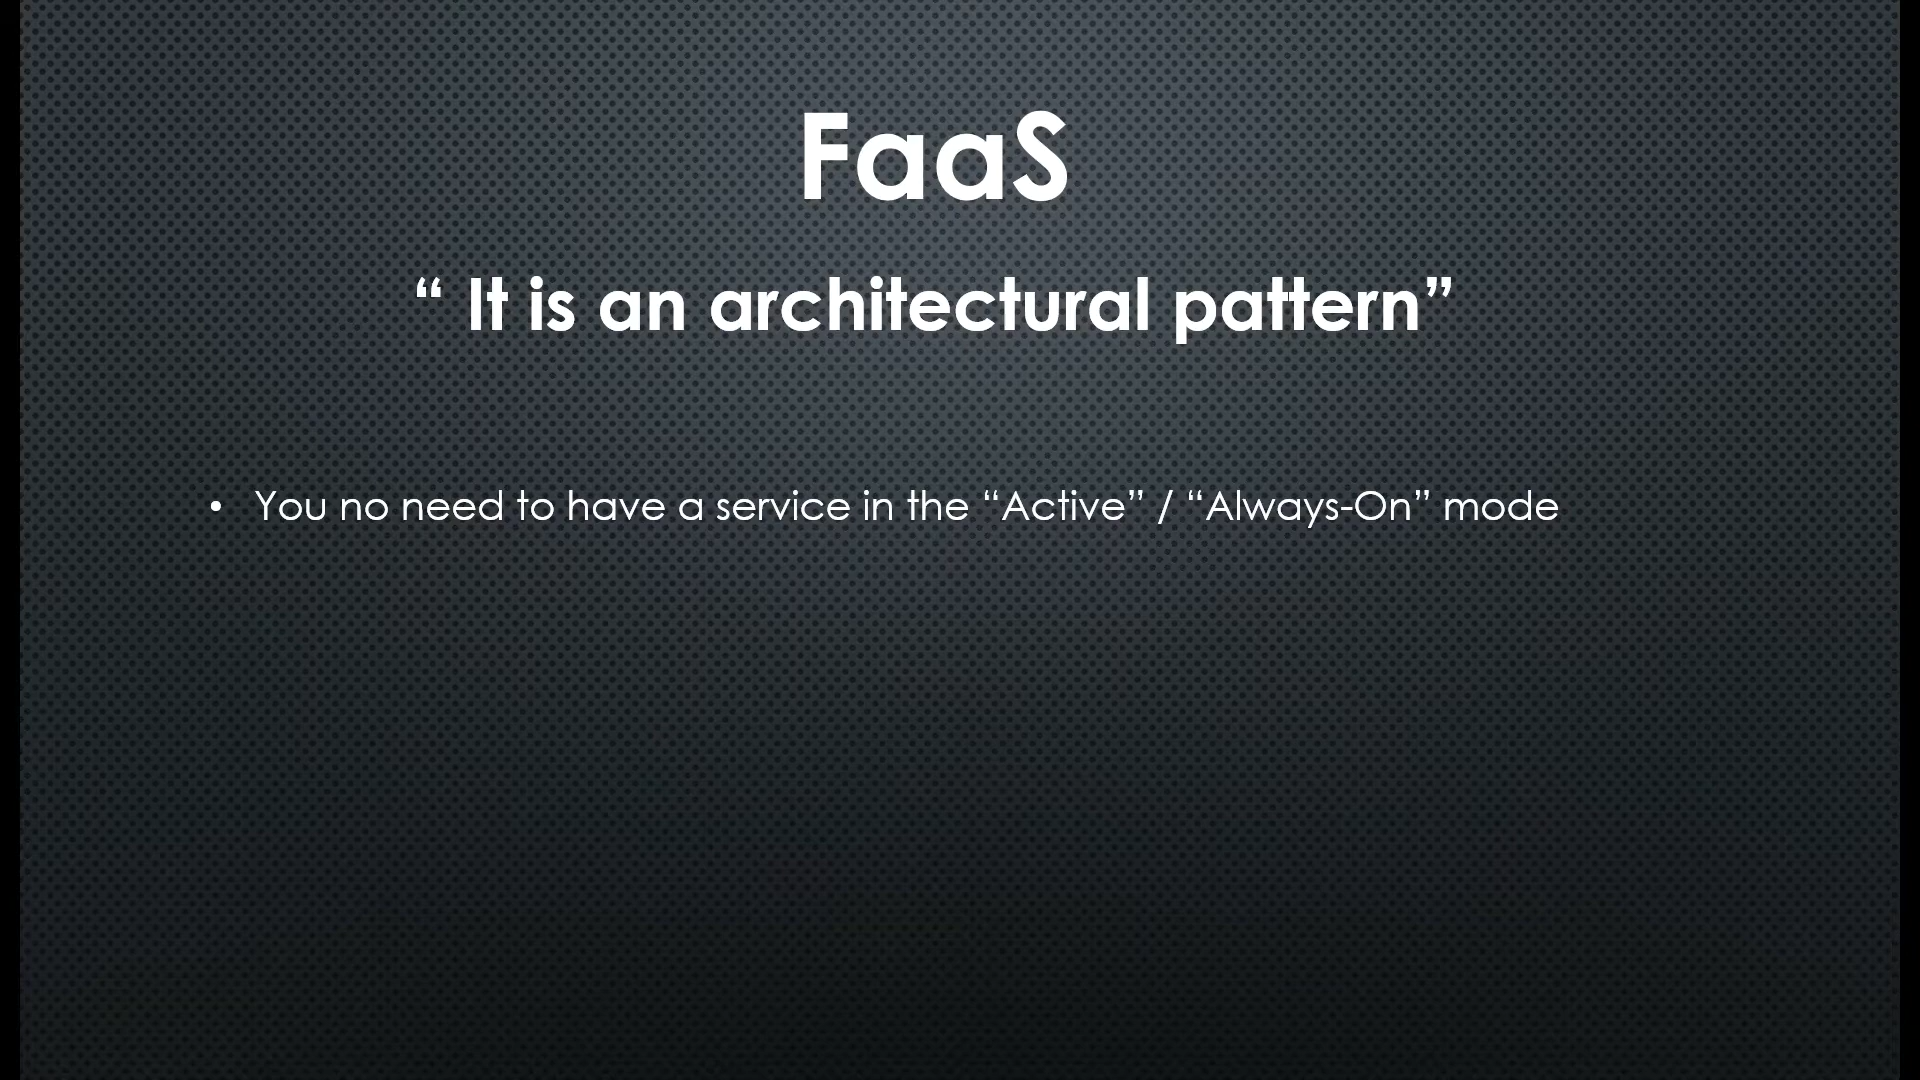 FaaS
“ It is an architectural pattern”
• You no need to have a service in the “Active” / “Always-On” mode